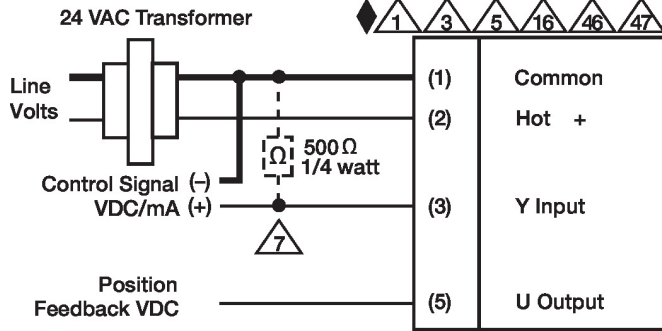 24 VAC Transformer
1 3 5 16 46 47
Line
Volts
(1) Common
(2) Hot +
Ω 500 Ω
1/4 watt
Control Signal (–)
VDC/mA (+)
(3) Y Input
7
Position
Feedback VDC
(5) U Output